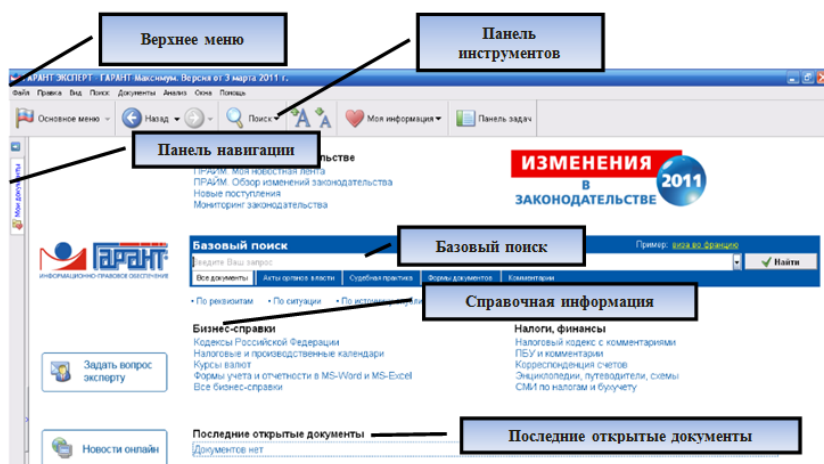 Верхнее меню
Панель
инструментов
ГАРАНТ ЭКСПЕРТ - ГАРАНТ-Максимум. Версия от 3 марта 2011 г.
Файл Правка Вид Поиск Документы Анализ Окна Помощь
Основное меню Назад Поиск А А Моя информация Панель задач
Панель навигации
Мои документы
ПРАЙМ. Моя новостная лента
ПРАЙМ. Обзор изменений законодательства
Новые поступления
Мониторинг законодательства
ИЗМЕНЕНИЯ
В
ЗАКОНОДАТЕЛЬСТВЕ
2011
Гарант
ИНФОРМАЦИОННО-ПРАВОВОЕ ОБЕСПЕЧЕНИЕ
Базовый поиск
Базовый поиск
Пример: виза во францию
Введите Ваш запрос
Найти
Все документы Акты органов власти Судебная практика Формы документов Комментарии
• По реквизитам • По ситуации • По
Справочная информация
Бизнес-справки
Кодексы Российской Федерации
Налоговые и производственные календари
Курсы валют
Формы учета и отчетности в MS-Word и MS-Excel
Все бизнес-справки
Налоги, финансы
Налоговый кодекс с комментариями
ПБУ и комментарии
Корреспонденция счетов
Энциклопедии, путеводители, схемы
СМИ по налогам и бухучету
Задать вопрос
эксперту
Новости онлайн
Последние открытые документы
Документов нет
Последние открытые документы